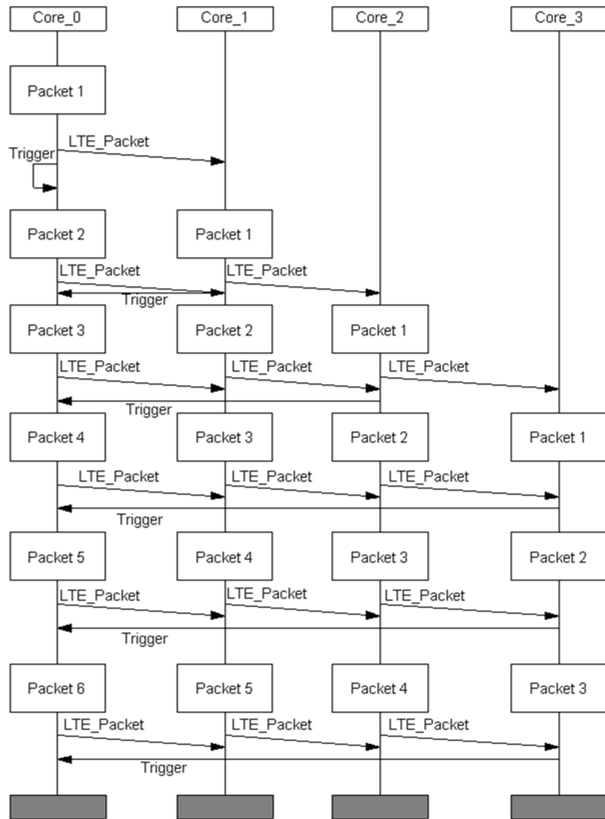 Core_0 Core_1 Core_2 Core_3
Packet 1
LTE_Packet
Trigger
Packet 2 Packet 1
LTE_Packet LTE_Packet
Trigger
Packet 3 Packet 2 Packet 1
LTE_Packet LTE_Packet LTE_Packet
Trigger
Packet 4 Packet 3 Packet 2 Packet 1
LTE_Packet LTE_Packet LTE_Packet
Trigger
Packet 5 Packet 4 Packet 3 Packet 2
LTE_Packet LTE_Packet LTE_Packet
Trigger
Packet 6 Packet 5 Packet 4 Packet 3
LTE_Packet LTE_Packet LTE_Packet
Trigger